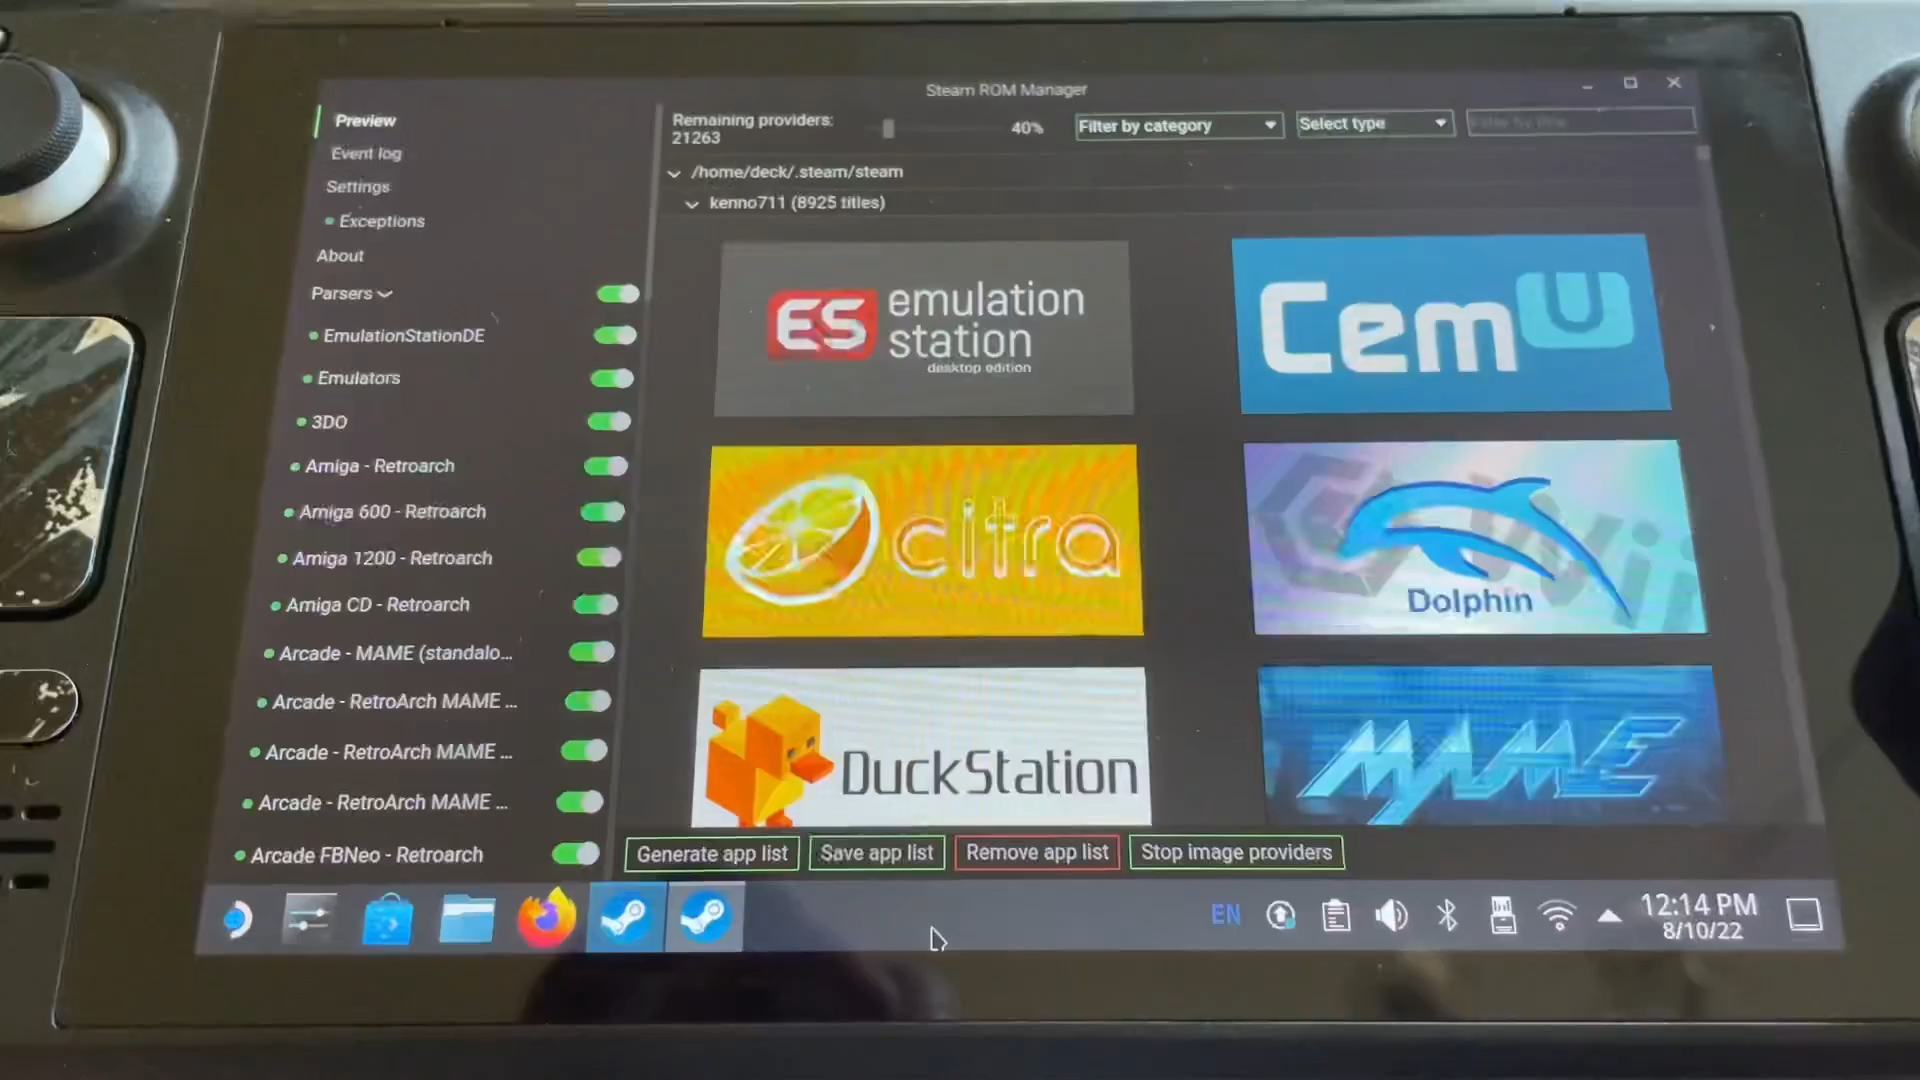 Steam ROM Manager
Preview
Event log
Settings
Exceptions
About
Parsers
EmulationStationDE
Emulators
3DO
Amiga - Retroarch
Amiga 600 - Retroarch
Amiga 1200 - Retroarch
Amiga CD - Retroarch
Arcade - MAME (standalo...
Arcade - RetroArch MAME ...
Arcade - RetroArch MAME ...
Arcade - RetroArch MAME ...
Arcade FBNeo - Retroarch
Remaining providers:
21263
40%
Filter by category
Select type
/home/deck/.steam/steam
kenno711 (8925 titles)
ES emulation
station
desktop edition
Cem U
citra
Wii
Dolphin
DuckStation
MAME
Generate app list
Save app list
Remove app list
Stop image providers
EN
12:14 PM
8/10/22